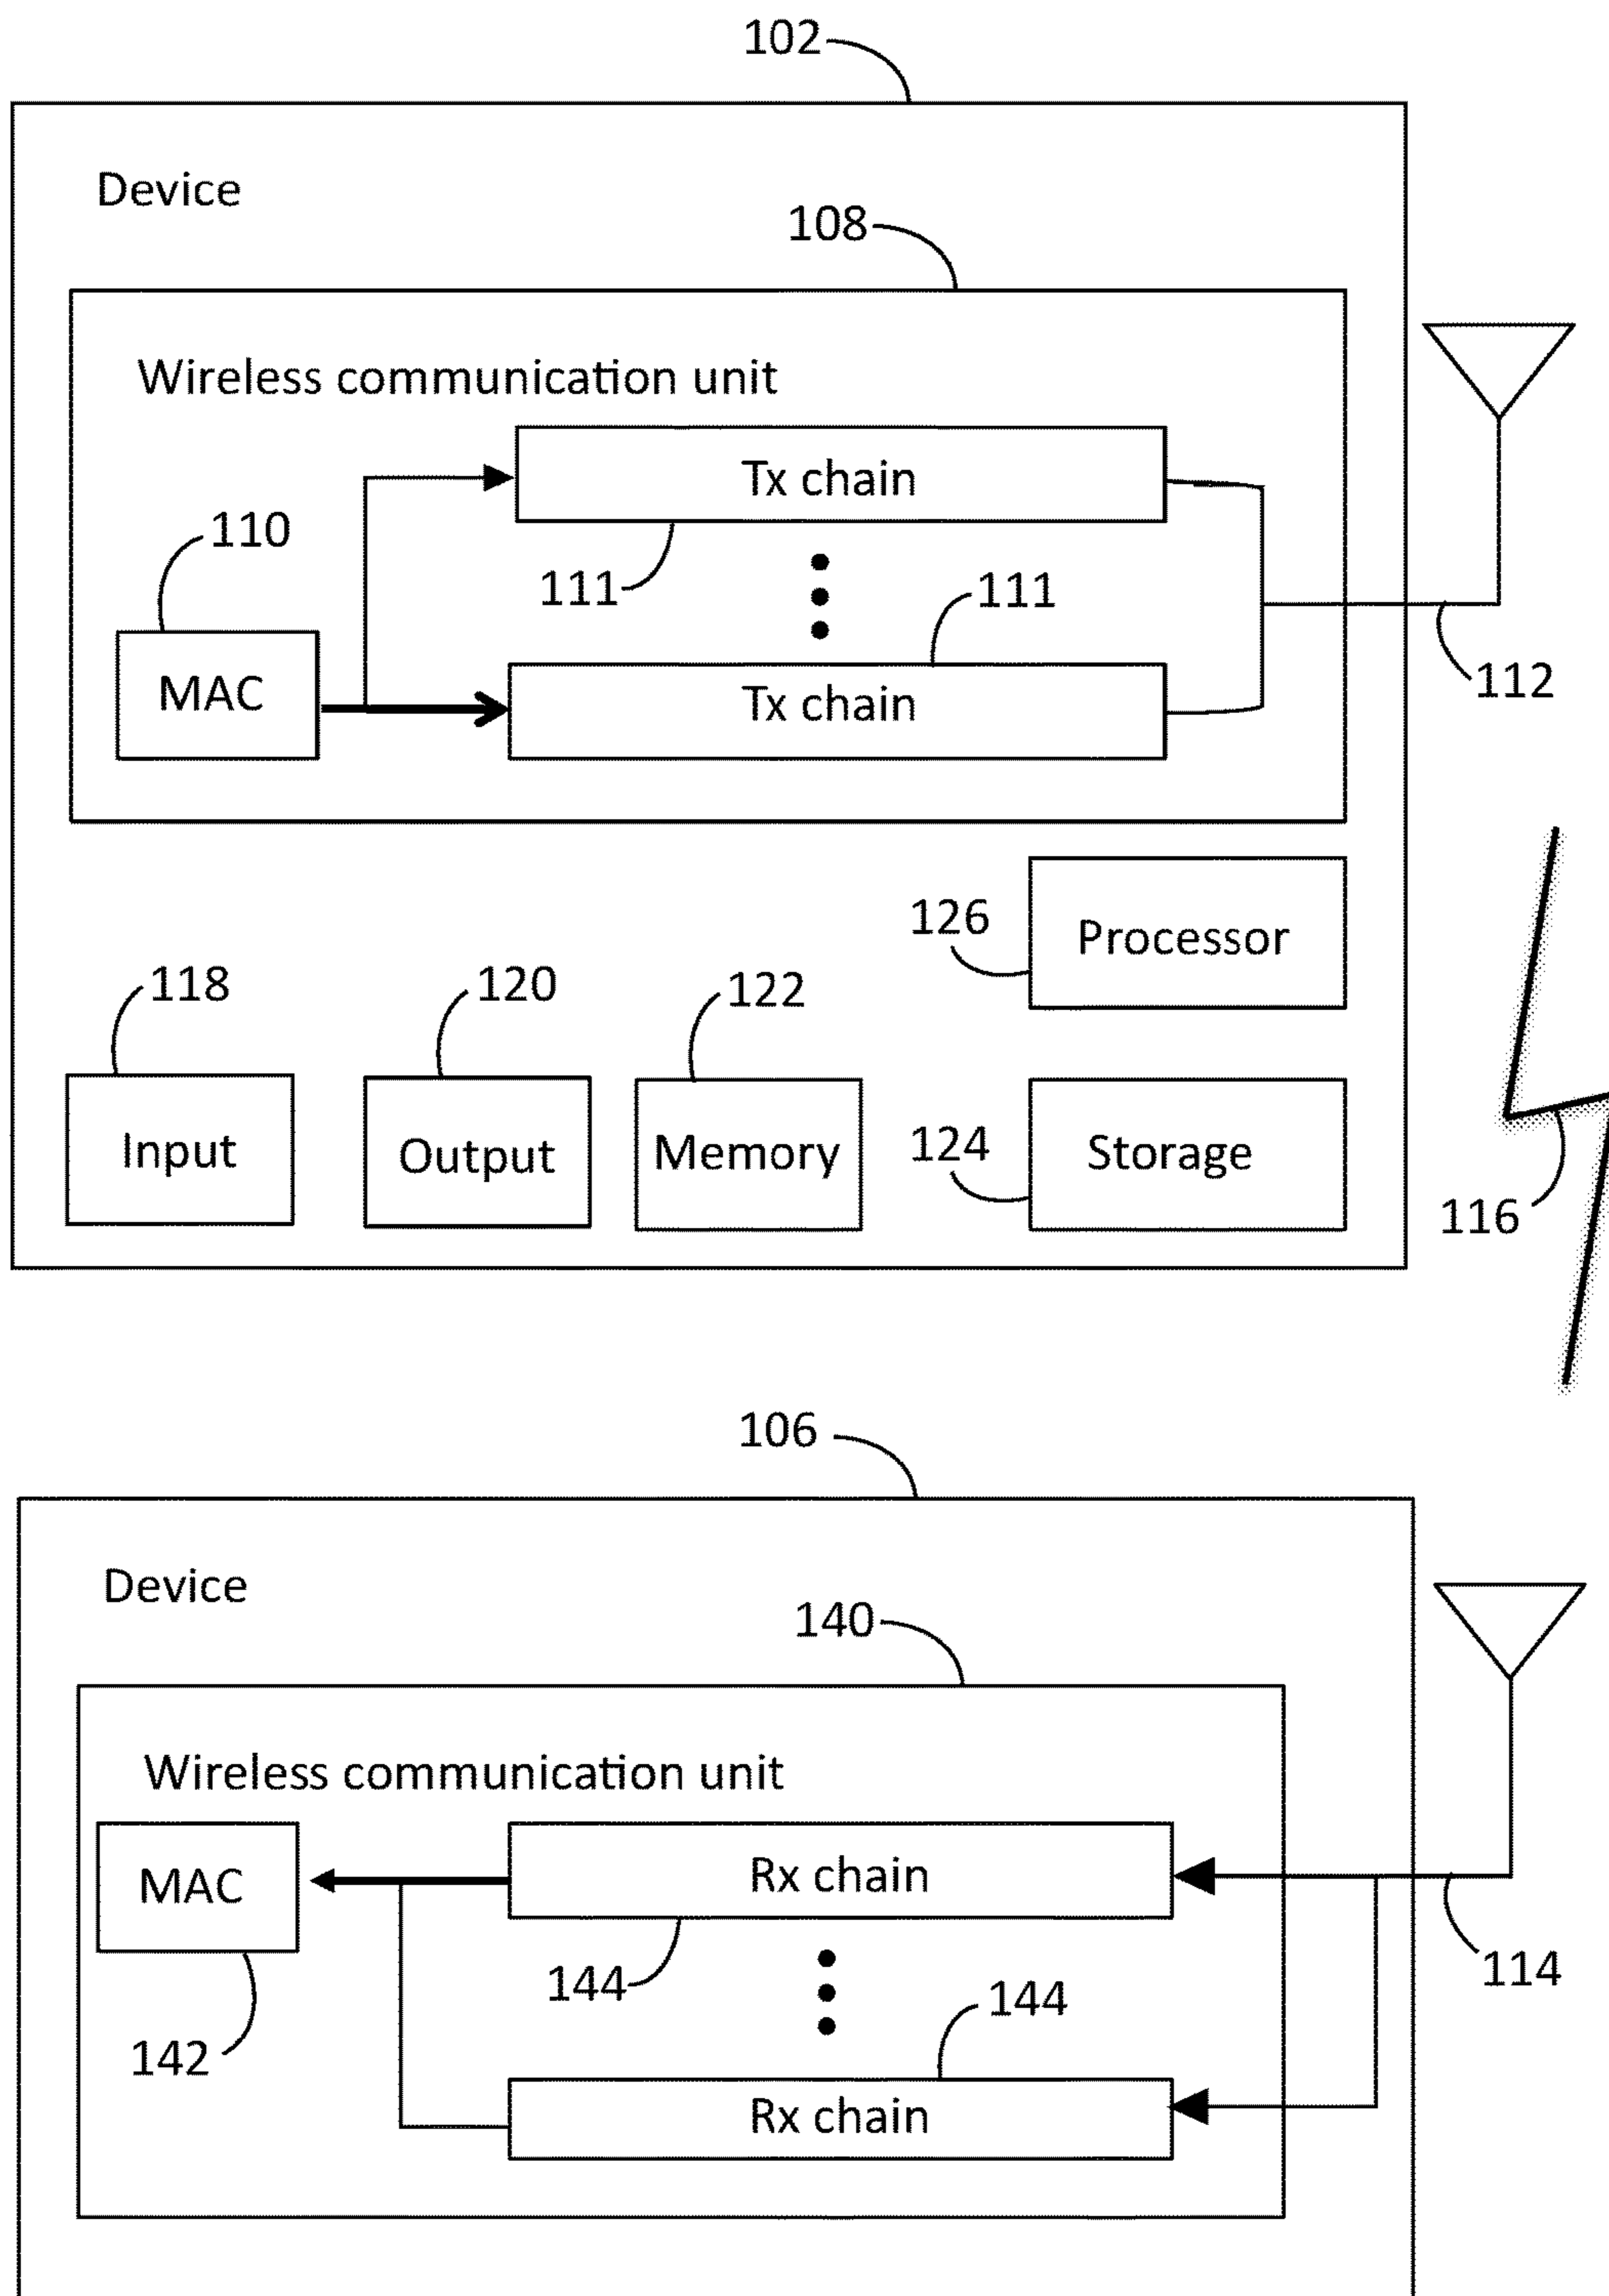 102
Device
108
Wireless communication unit
Tx chain
110
111
111
MAC
Tx chain
112
126
Processor
118
120
122
Input
Output
Memory
124
Storage
116
106
Device
140
Wireless communication unit
MAC
Rx chain
114
144
144
142
Rx chain